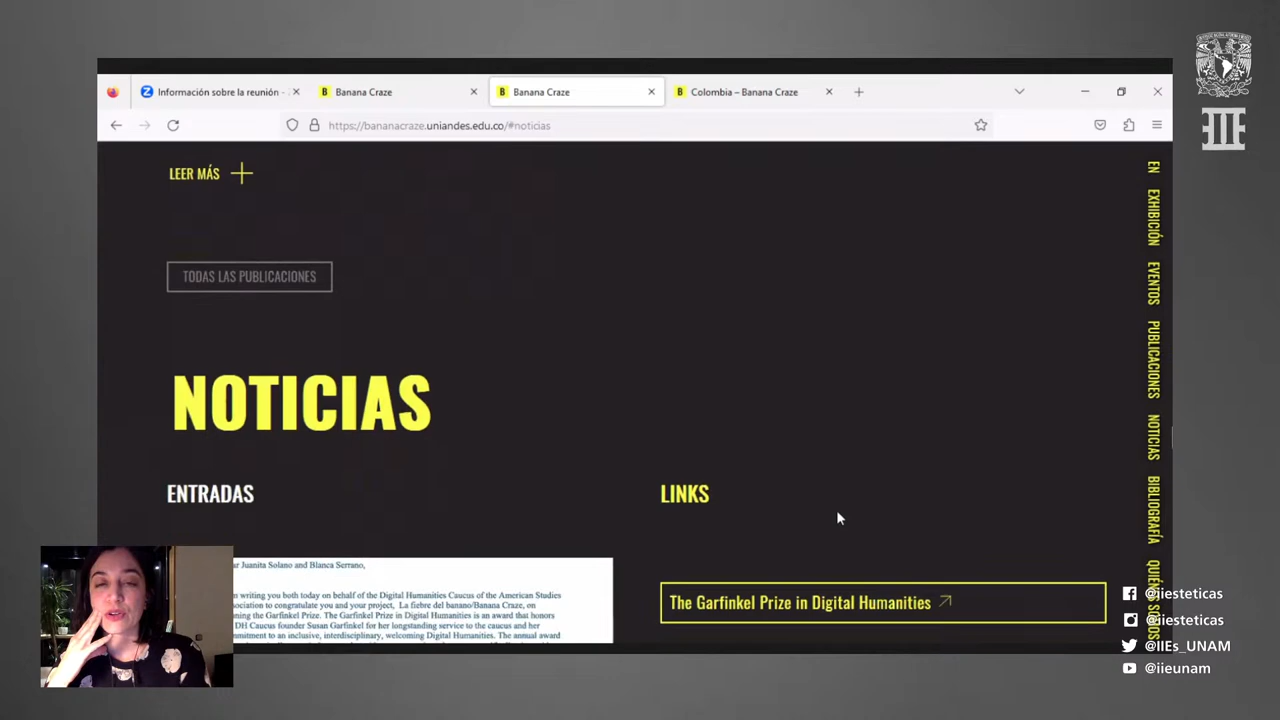 Información sobre la reunión -
Banana Craze
Banana Craze
Colombia – Banana Craze
https://bananacraze.uniandes.edu.co/#noticias
LEER MÁS
TODAS LAS PUBLICACIONES
NOTICIAS
ENTRADAS
LINKS
Juanita Solano and Blanca Serrano,
writing you both today on behalf of the Digital Humanities Caucus of the American Studies
to congratulate you and your project, La fiebre del banano/Banana Craze, on
the Garfinkel Prize. The Garfinkel Prize in Digital Humanities is an award that honors
DH Caucus founder Susan Garfinkel for her longstanding service to the caucus and her
to an inclusive, interdisciplinary, welcoming Digital Humanities. The annual award
The Garfinkel Prize in Digital Humanities
EN
EXHIBICIÓN
EVENTOS
PUBLICACIONES
NOTICIAS
BIBLIOGRAFÍA
QUIÉNES SOMOS
@iiesteticas
@iiesteticas
@IIEs_UNAM
@iieunam